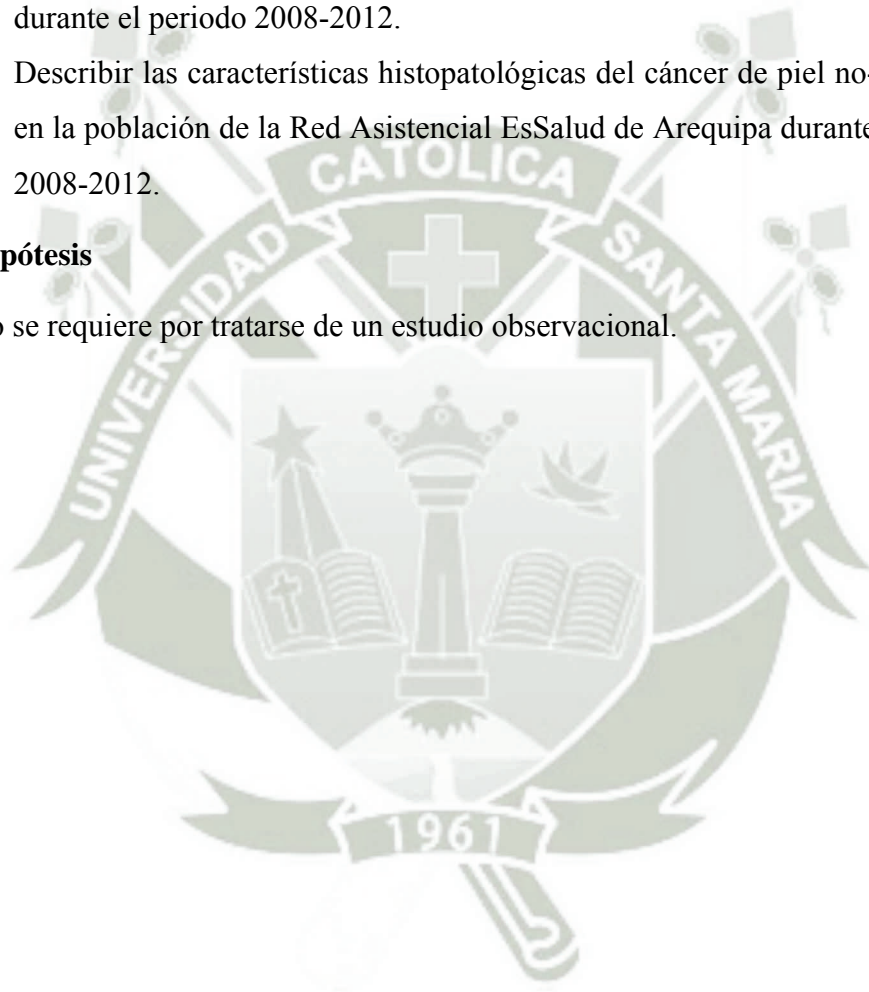 durante el periodo 2008-2012.
Describir las características histopatológicas del cáncer de piel no-
en la población de la Red Asistencial EsSalud de Arequipa durante
2008-2012.
pótesis
o se requiere por tratarse de un estudio observacional.
UNIVERSIDAD CATOLICA SANTA MARIA
1961